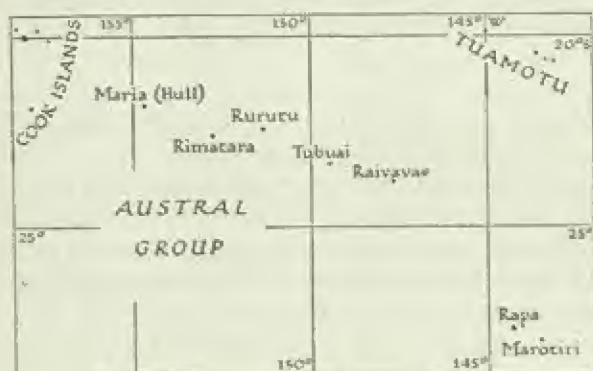 155°
150°
145° W
20°S
COOK ISLANDS
TUAMOTU
Maria (Hull)
Rururu
Rimatara
Tubuai
Raivavae
AUSTRAL
GROUP
25°
25°
Rapa
Marotiri
150°
145°